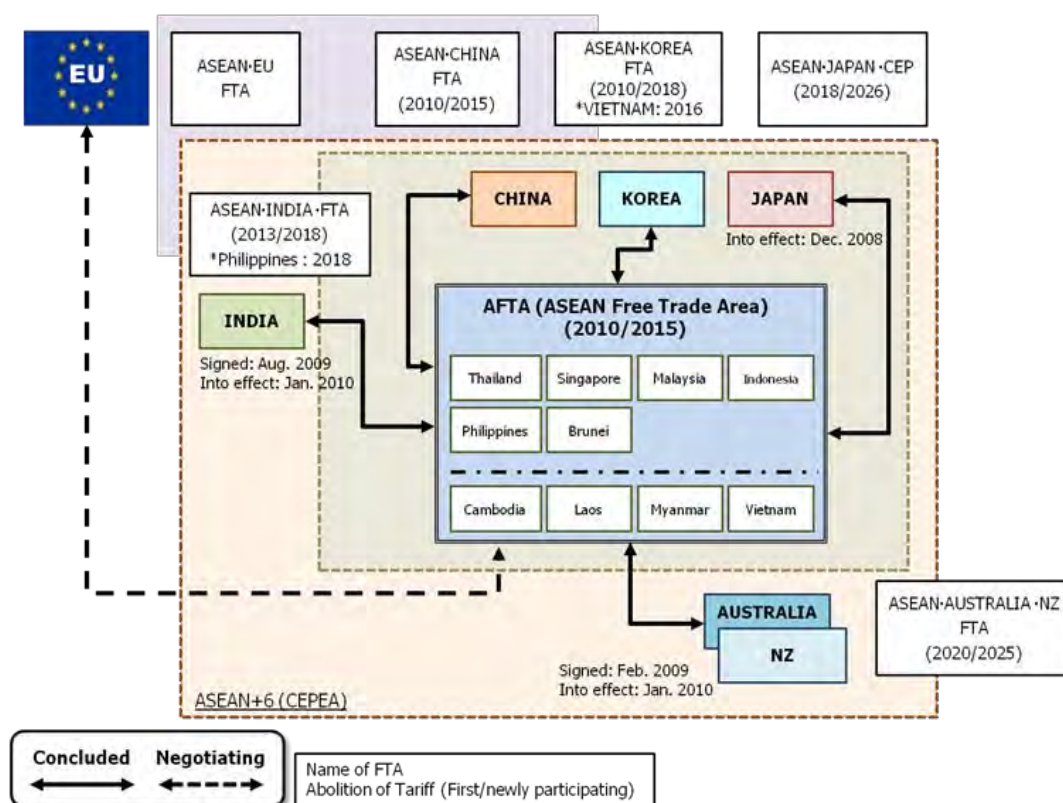 EU
ASEAN·EU
FTA
ASEAN·CHINA
FTA
(2010/2015)
ASEAN·KOREA
FTA
(2010/2018)
*VIETNAM: 2016
ASEAN·JAPAN·CEP
(2018/2026)
ASEAN·INDIA·FTA
(2013/2018)
*Philippines : 2018
CHINA
KOREA
JAPAN
Into effect: Dec. 2008
INDIA
Signed: Aug. 2009
Into effect: Jan. 2010
AFTA (ASEAN Free Trade Area)
(2010/2015)
Thailand
Singapore
Malaysia
Indonesia
Philippines
Brunei
Cambodia
Laos
Myanmar
Vietnam
AUSTRALIA
NZ
Signed: Feb. 2009
Into effect: Jan. 2010
ASEAN·AUSTRALIA·NZ
FTA
(2020/2025)
ASEAN+6 (CEPEA)
Concluded
Negotiating
Name of FTA
Abolition of Tariff (First/newly participating)